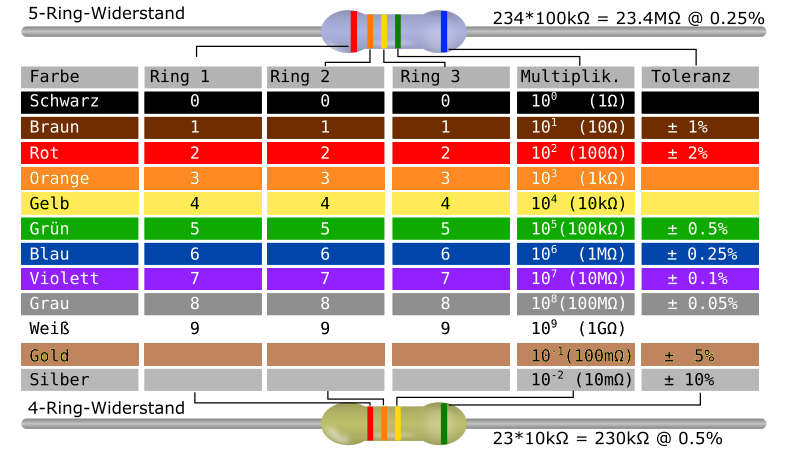 5-Ring-Widerstand
234*100kΩ = 23.4MΩ @ 0.25%
Farbe Ring 1 Ring 2 Ring 3 Multiplik. Toleranz
Schwarz 0 0 0 10⁰ (1Ω)
Braun 1 1 1 10¹ (10Ω) ± 1%
Rot 2 2 2 10² (100Ω) ± 2%
Orange 3 3 3 10³ (1kΩ)
Gelb 4 4 4 10⁴ (10kΩ)
Grün 5 5 5 10⁵(100kΩ) ± 0.5%
Blau 6 6 6 10⁶ (1MΩ) ± 0.25%
Violett 7 7 7 10⁷ (10MΩ) ± 0.1%
Grau 8 8 8 10⁸(100MΩ) ± 0.05%
Weiß 9 9 9 10⁹ (1GΩ)
Gold 10⁻¹(100mΩ) ± 5%
Silber 10⁻² (10mΩ) ± 10%
4-Ring-Widerstand
23*10kΩ = 230kΩ @ 0.5%